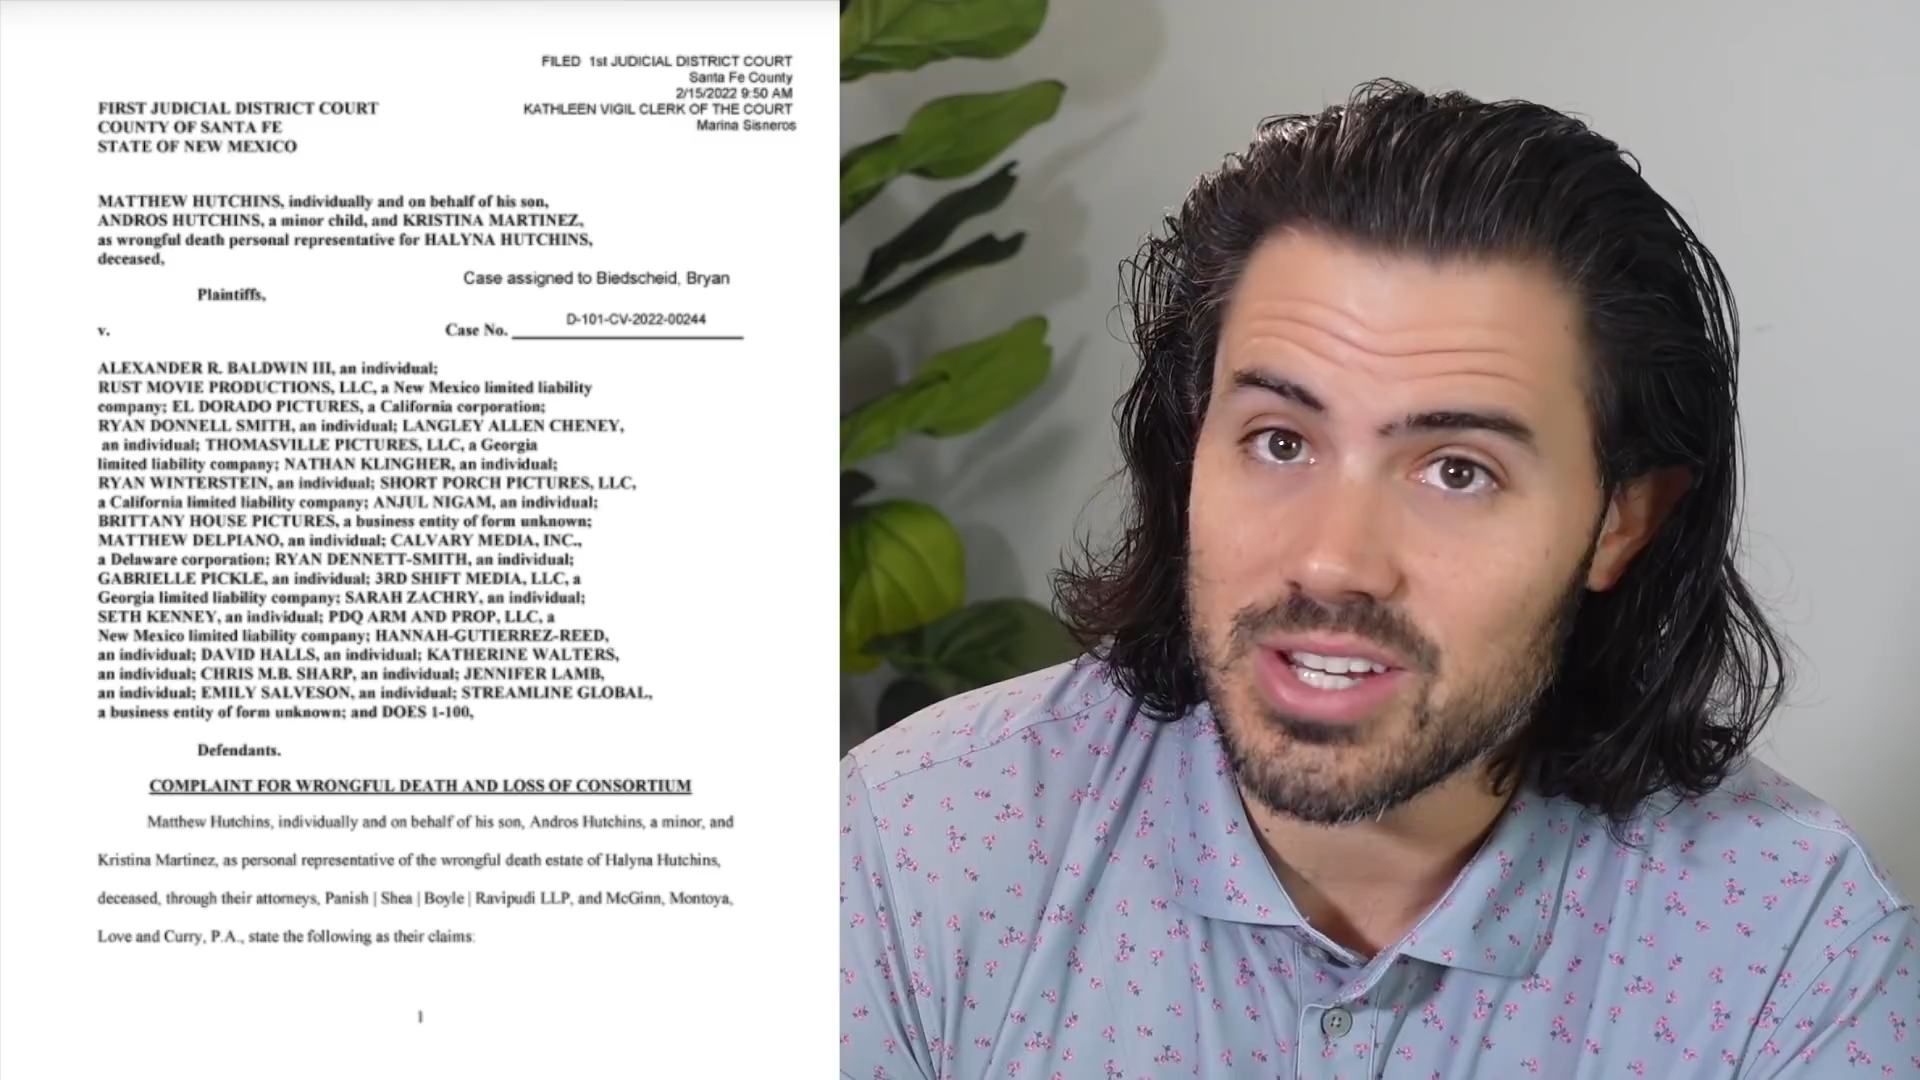 FILED 1st JUDICIAL DISTRICT COURT
Santa Fe County
2/15/2022 9:50 AM
KATHLEEN VIGIL CLERK OF THE COURT
Marina Sisneros
FIRST JUDICIAL DISTRICT COURT
COUNTY OF SANTA FE
STATE OF NEW MEXICO
MATTHEW HUTCHINS, individually and on behalf of his son,
ANDROS HUTCHINS, a minor child, and KRISTINA MARTINEZ,
as wrongful death personal representative for HALYNA HUTCHINS,
deceased,
Case assigned to Biedscheid, Bryan
Plaintiffs,
v.
Case No. D-101-CV-2022-00244
ALEXANDER R. BALDWIN III, an individual;
RUST MOVIE PRODUCTIONS, LLC, a New Mexico limited liability
company; EL DORADO PICTURES, a California corporation;
RYAN DONNELL SMITH, an individual; LANGLEY ALLEN CHENEY,
an individual; THOMASVILLE PICTURES, LLC, a Georgia
limited liability company; NATHAN KLINGHER, an individual;
RYAN WINTERSTEIN, an individual; SHORT PORCH PICTURES, LLC,
a California limited liability company; ANJUL NIGAM, an individual;
BRITTANY HOUSE PICTURES, a business entity of form unknown;
MATTHEW DELPIANO, an individual; CALVARY MEDIA, INC.,
a Delaware corporation; RYAN DENNETT-SMITH, an individual;
GABRIELLE PICKLE, an individual; 3RD SHIFT MEDIA, LLC, a
Georgia limited liability company; SARAH ZACHRY, an individual;
SETH KENNEY, an individual; PDQ ARM AND PROP, LLC, a
New Mexico limited liability company; HANNAH-GUTIERREZ-REED,
an individual; DAVID HALLS, an individual; KATHERINE WALTERS,
an individual; CHRIS M.B. SHARP, an individual; JENNIFER LAMB,
an individual; EMILY SALVESON, an individual; STREAMLINE GLOBAL,
a business entity of form unknown; and DOES 1-100,
Defendants.
COMPLAINT FOR WRONGFUL DEATH AND LOSS OF CONSORTIUM
Matthew Hutchins, individually and on behalf of his son, Andros Hutchins, a minor, and
Kristina Martinez, as personal representative of the wrongful death estate of Halyna Hutchins,
deceased, through their attorneys, Panish | Shea | Boyle | Ravipudi LLP, and McGinn, Montoya,
Love and Curry, P.A., state the following as their claims:
1